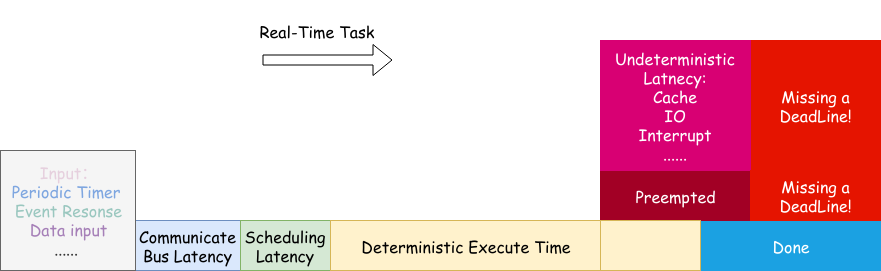 Real-Time Task
Undeterministic
Latnecy:
Cache
IO
Interrupt
......
Missing a
DeadLine!
Input:
Periodic Timer
Event Resonse
Data input
......
Preempted
Missing a
DeadLine!
Communicate
Bus Latency
Scheduling
Latency
Deterministic Execute Time
Done